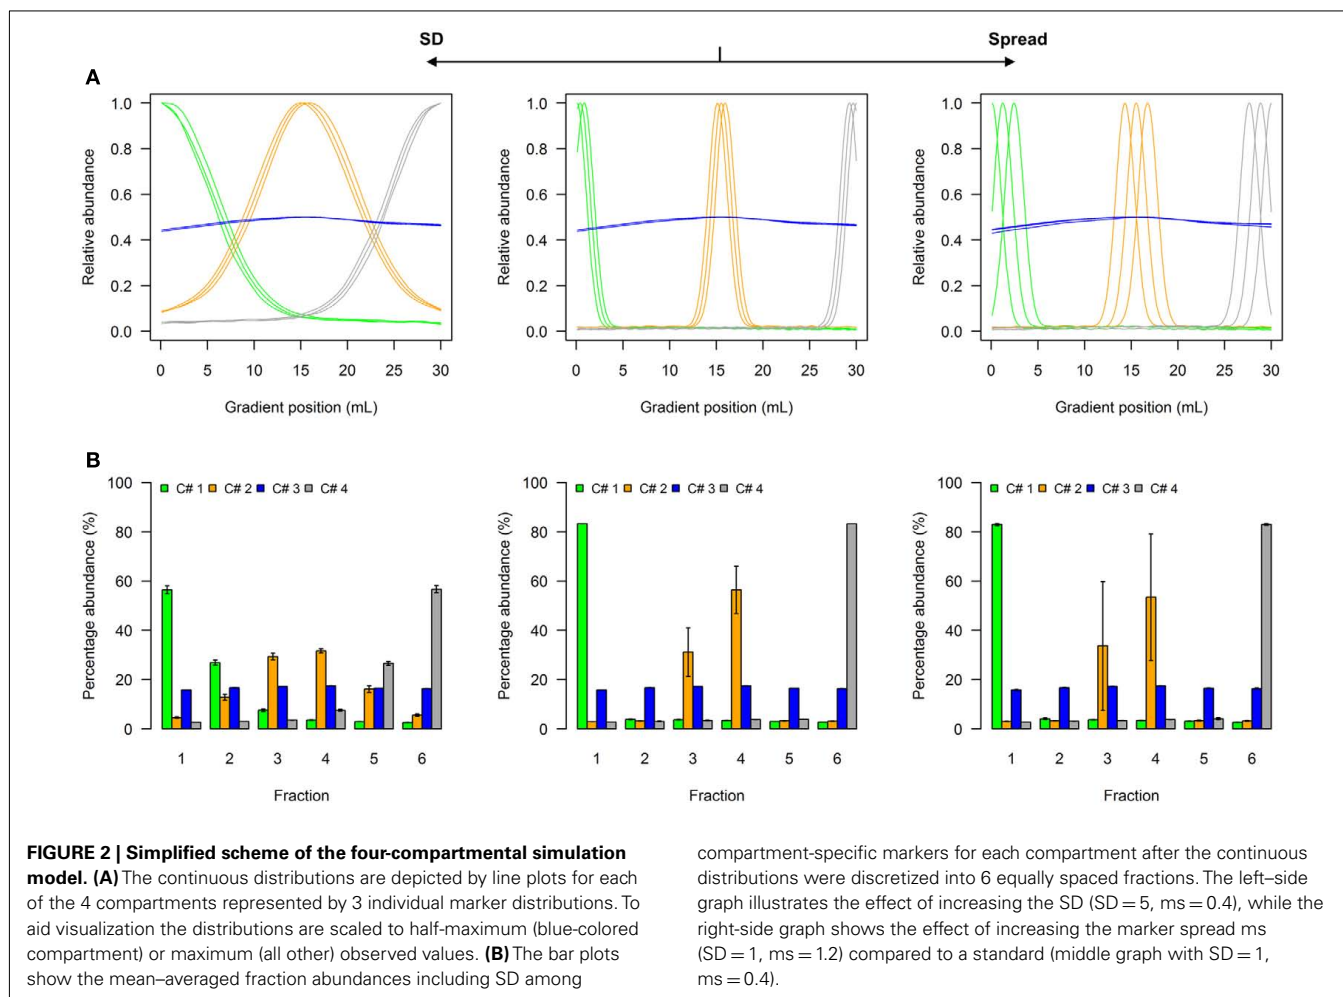 SD
Spread
A
1.0
0.8
0.6
0.4
0.2
0.0
Relative abundance
0 5 10 15 20 25 30
Gradient position (mL)
1.0
0.8
0.6
0.4
0.2
0.0
Relative abundance
0 5 10 15 20 25 30
Gradient position (mL)
1.0
0.8
0.6
0.4
0.2
0.0
Relative abundance
0 5 10 15 20 25 30
Gradient position (mL)
B
100
80
60
40
20
0
Percentage abundance (%)
C# 1 C# 2 C# 3 C# 4
1 2 3 4 5 6
Fraction
100
80
60
40
20
0
Percentage abundance (%)
C# 1 C# 2 C# 3 C# 4
1 2 3 4 5 6
Fraction
100
80
60
40
20
0
Percentage abundance (%)
C# 1 C# 2 C# 3 C# 4
1 2 3 4 5 6
Fraction
FIGURE 2 | Simplified scheme of the four-compartmental simulation
model. (A) The continuous distributions are depicted by line plots for each
of the 4 compartments represented by 3 individual marker distributions. To
aid visualization the distributions are scaled to half-maximum (blue-colored
compartment) or maximum (all other) observed values. (B) The bar plots
show the mean–averaged fraction abundances including SD among
compartment-specific markers for each compartment after the continuous
distributions were discretized into 6 equally spaced fractions. The left–side
graph illustrates the effect of increasing the SD (SD = 5, ms = 0.4), while the
right-side graph shows the effect of increasing the marker spread ms
(SD = 1, ms = 1.2) compared to a standard (middle graph with SD = 1,
ms = 0.4).